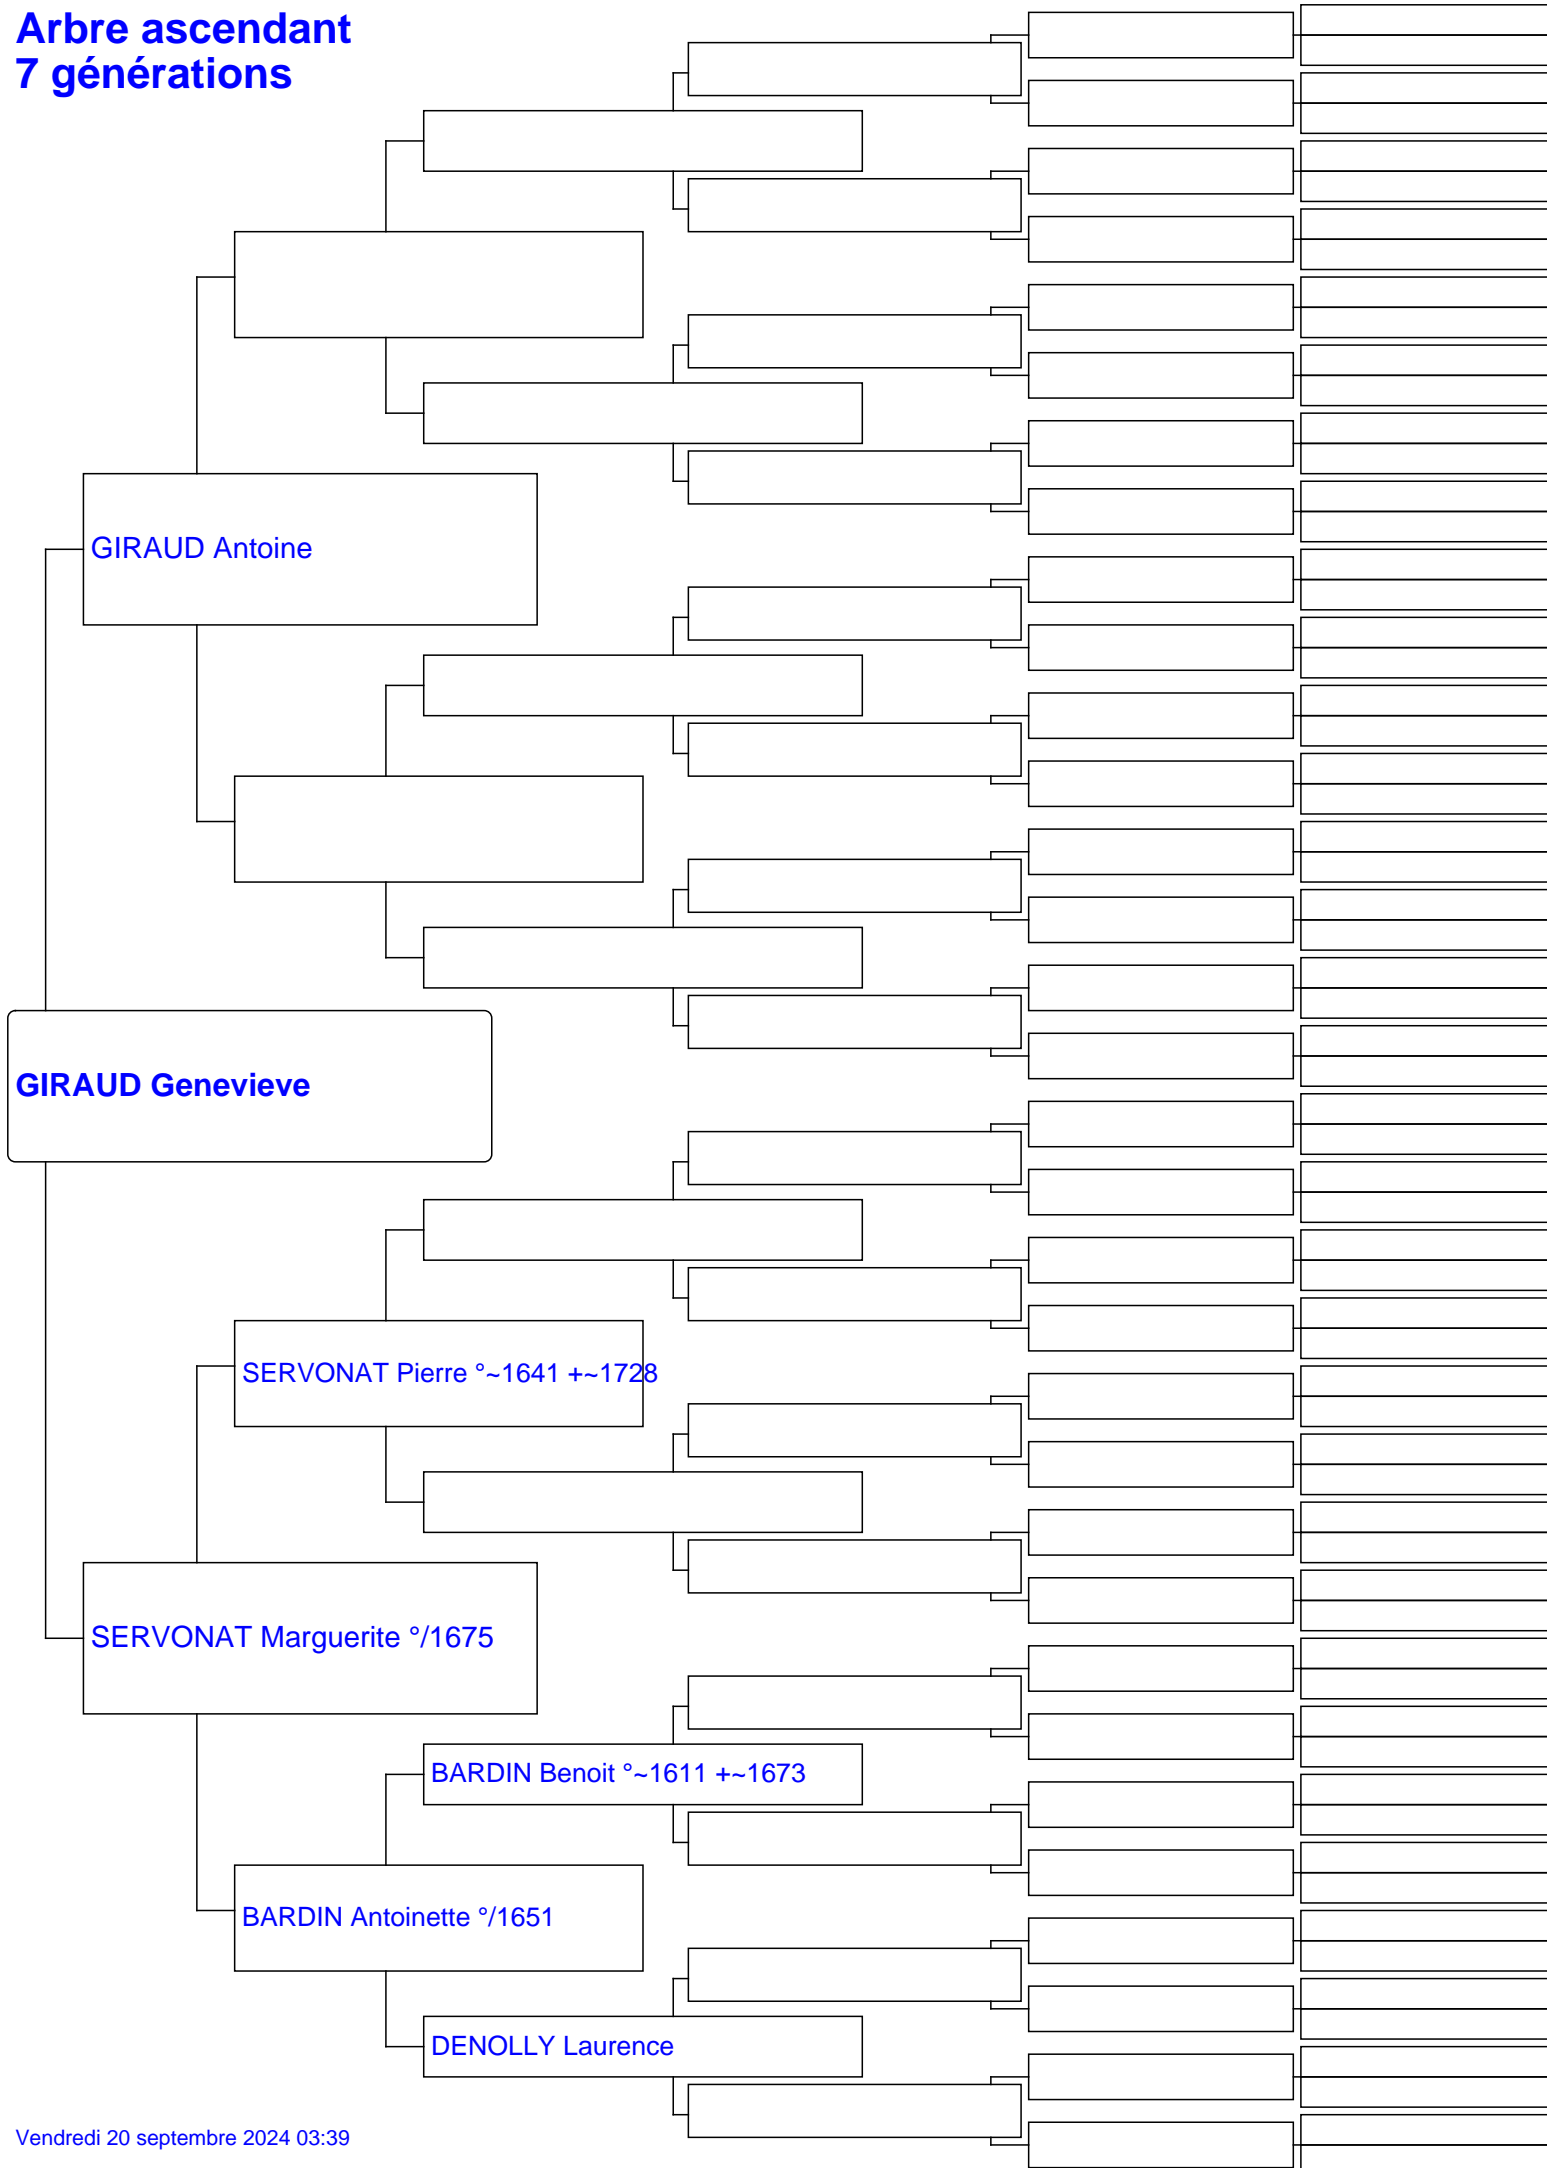 Arbre ascendant
7 générations
GIRAUD Antoine
GIRAUD Genevieve
SERVONAT Pierre °~1641 +~1728
SERVONAT Marguerite °/1675
BARDIN Benoit °~1611 +~1673
BARDIN Antoinette °/1651
DENOLLY Laurence
Vendredi 20 septembre 2024 03:39